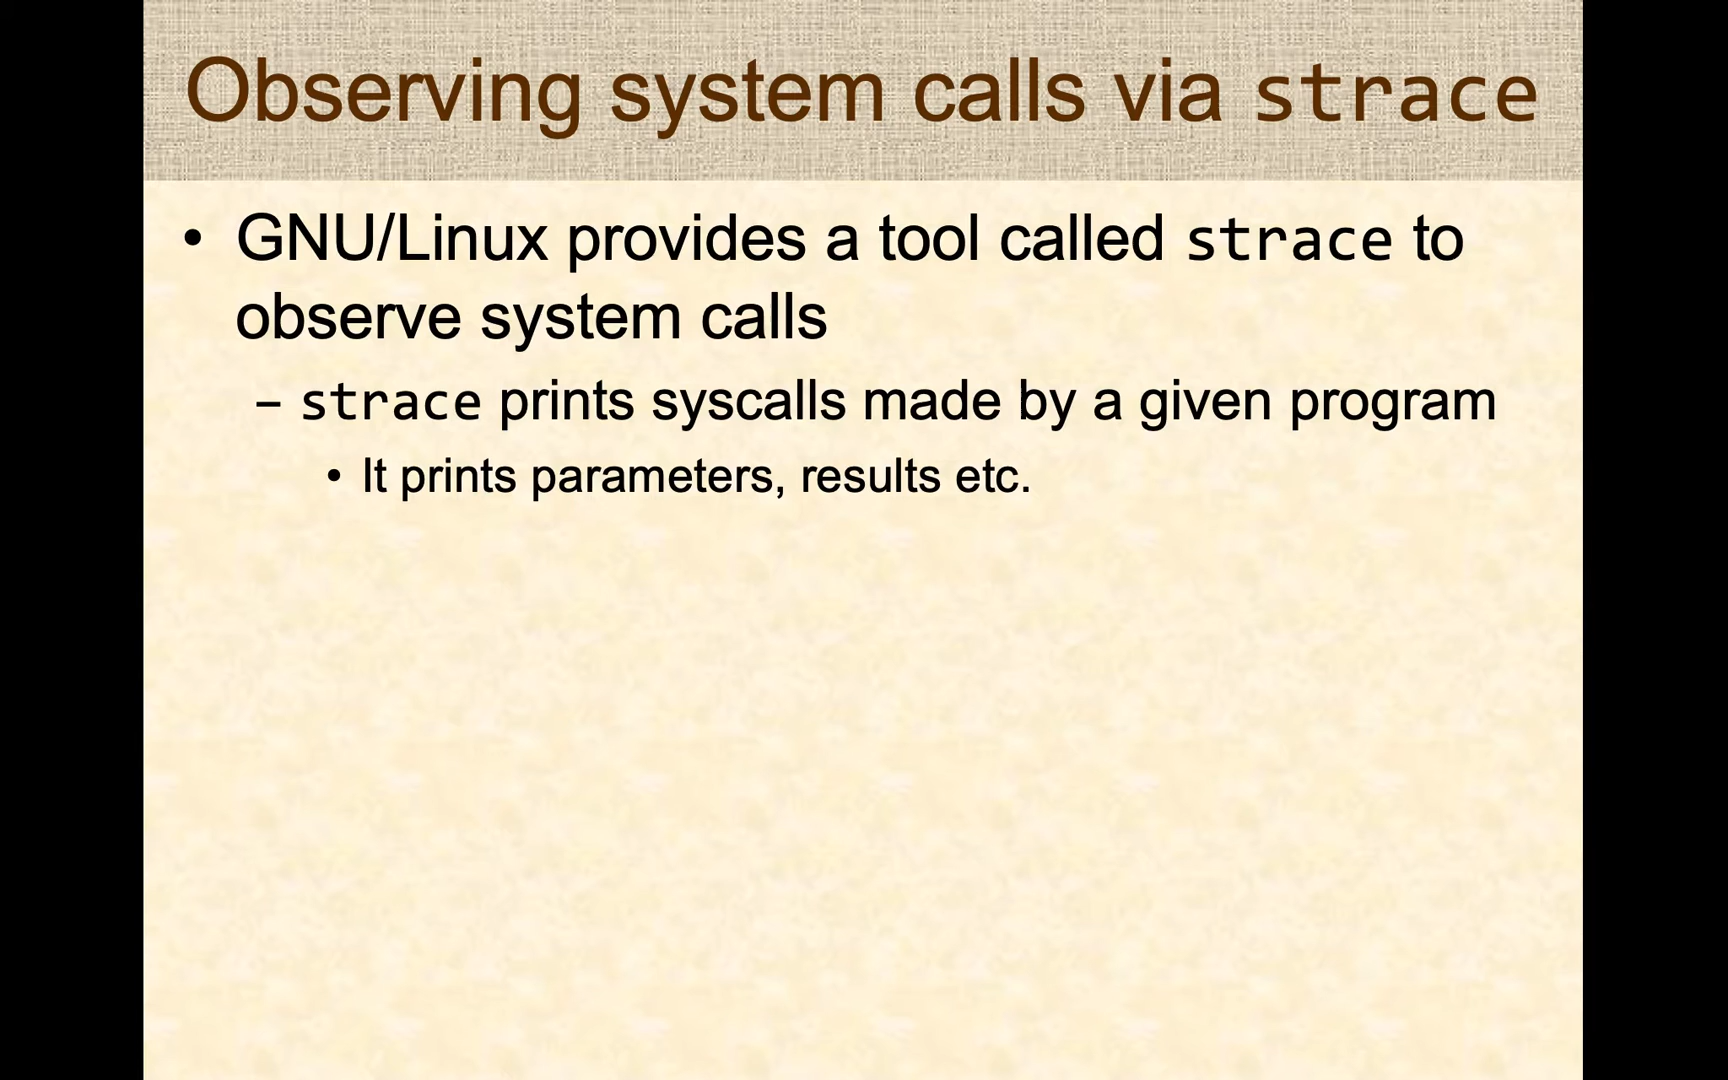 Observing system calls via strace
• GNU/Linux provides a tool called strace to
observe system calls
– strace prints syscalls made by a given program
• It prints parameters, results etc.